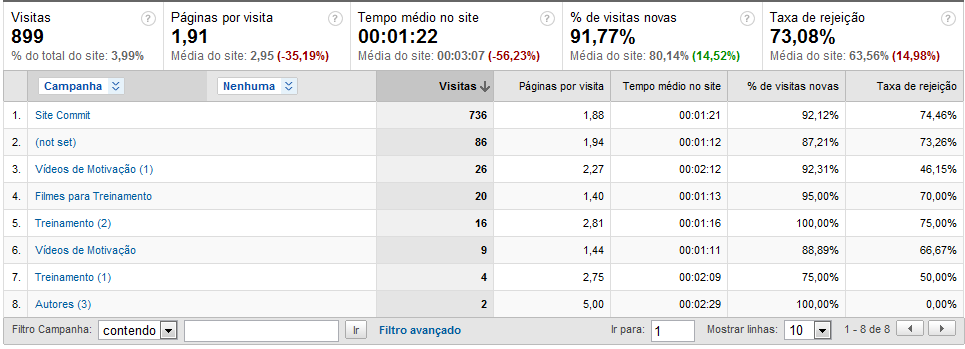 Visitas ? Páginas por visita ? Tempo médio no site ? % de visitas novas ? Taxa de rejeição ?
899 1,91 00:01:22 91,77% 73,08%
% do total do site: 3,99% Média do site: 2,95 (-35,19%) Média do site: 00:03:07 (-56,23%) Média do site: 80,14% (14,52%) Média do site: 63,56% (14,98%)
Campanha Nenhuma Visitas Páginas por visita Tempo médio no site % de visitas novas Taxa de rejeição
1. Site Commit 736 1,88 00:01:21 92,12% 74,46%
2. (not set) 86 1,94 00:01:12 87,21% 73,26%
3. Vídeos de Motivação (1) 26 2,27 00:02:12 92,31% 46,15%
4. Filmes para Treinamento 20 1,40 00:01:13 95,00% 70,00%
5. Treinamento (2) 16 2,81 00:01:16 100,00% 75,00%
6. Vídeos de Motivação 9 1,44 00:01:11 88,89% 66,67%
7. Treinamento (1) 4 2,75 00:02:09 75,00% 50,00%
8. Autores (3) 2 5,00 00:02:29 100,00% 0,00%
Filtro Campanha: contendo Ir Filtro avançado Ir para: 1 Mostrar linhas: 10 1 - 8 de 8